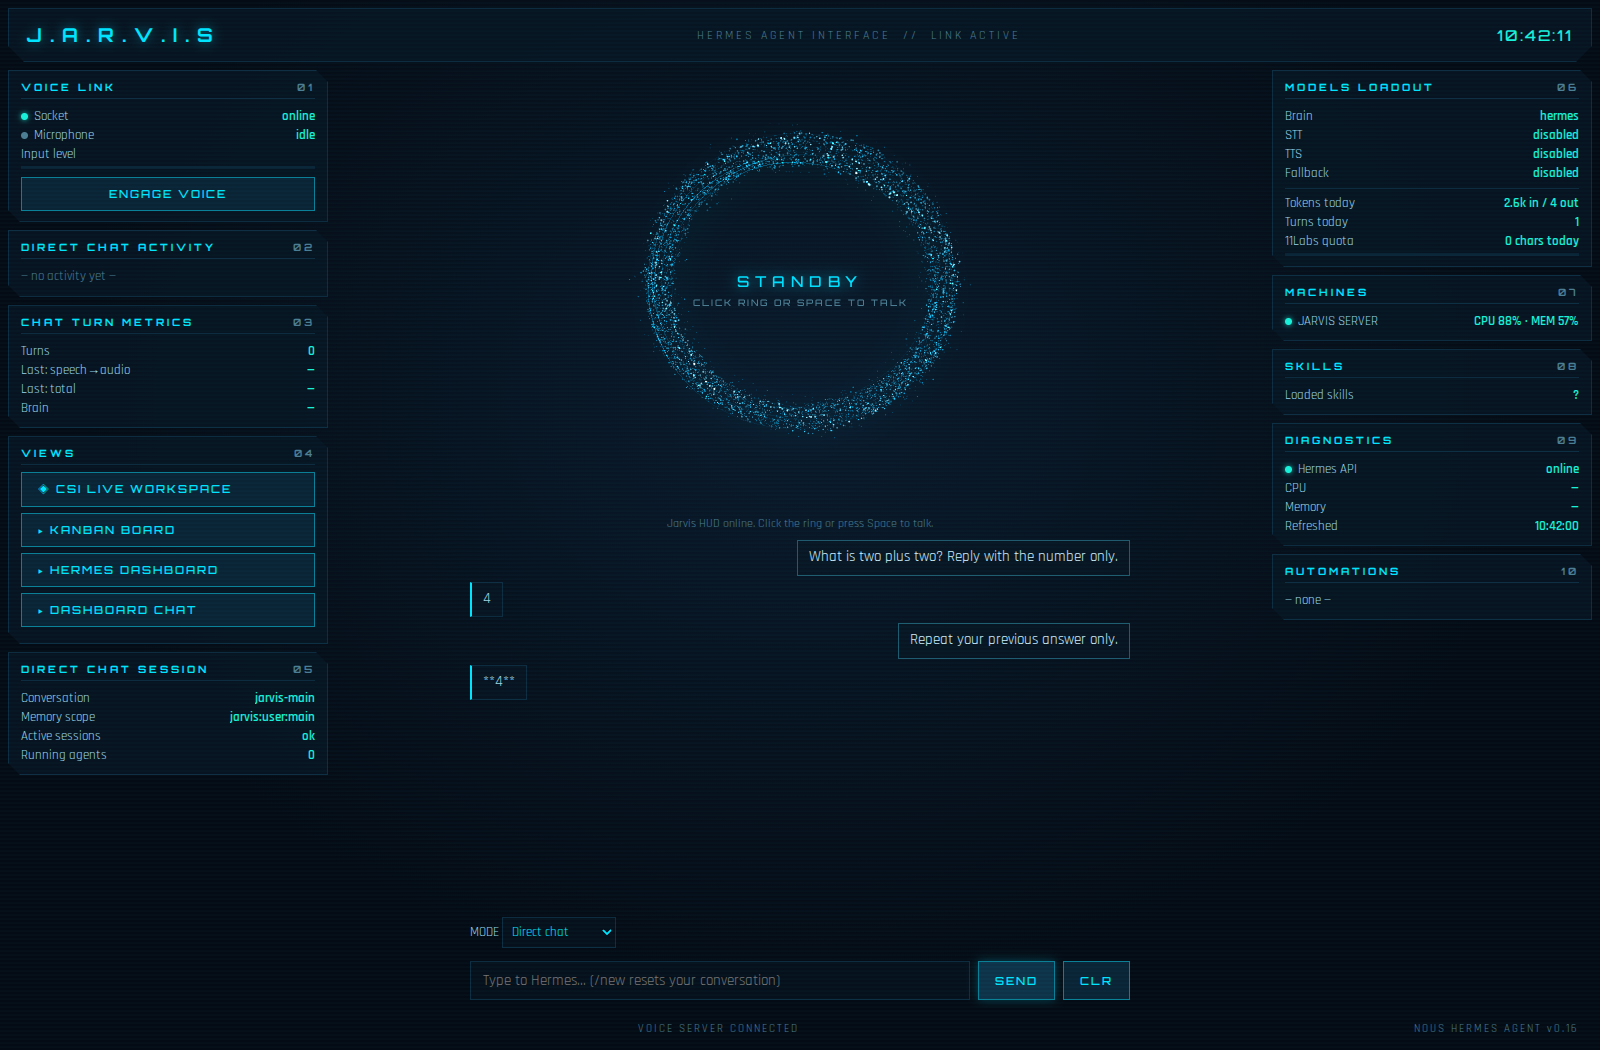 J.A.R.V.I.S
HERMES AGENT INTERFACE // LINK ACTIVE
10:42:11
VOICE LINK 01
Socket online
Microphone idle
Input level
ENGAGE VOICE
DIRECT CHAT ACTIVITY 02
— no activity yet —
CHAT TURN METRICS 03
Turns 0
Last: speech→audio —
Last: total —
Brain —
VIEWS 04
◈ CSI LIVE WORKSPACE
▸ KANBAN BOARD
▸ HERMES DASHBOARD
▸ DASHBOARD CHAT
DIRECT CHAT SESSION 05
Conversation jarvis-main
Memory scope jarvis:user:main
Active sessions ok
Running agents 0
STANDBY
CLICK RING OR SPACE TO TALK
Jarvis HUD online. Click the ring or press Space to talk.
What is two plus two? Reply with the number only.
4
Repeat your previous answer only.
**4**
MODE Direct chat
Type to Hermes... (/new resets your conversation)
SEND
CLR
VOICE SERVER CONNECTED
MODELS LOADOUT 06
Brain hermes
STT disabled
TTS disabled
Fallback disabled
Tokens today 2.6k in / 4 out
Turns today 1
11Labs quota 0 chars today
MACHINES 07
JARVIS SERVER CPU 88% · MEM 57%
SKILLS 08
Loaded skills ?
DIAGNOSTICS 09
Hermes API online
CPU —
Memory —
Refreshed 10:42:00
AUTOMATIONS 10
— none —
NOUS HERMES AGENT v0.16